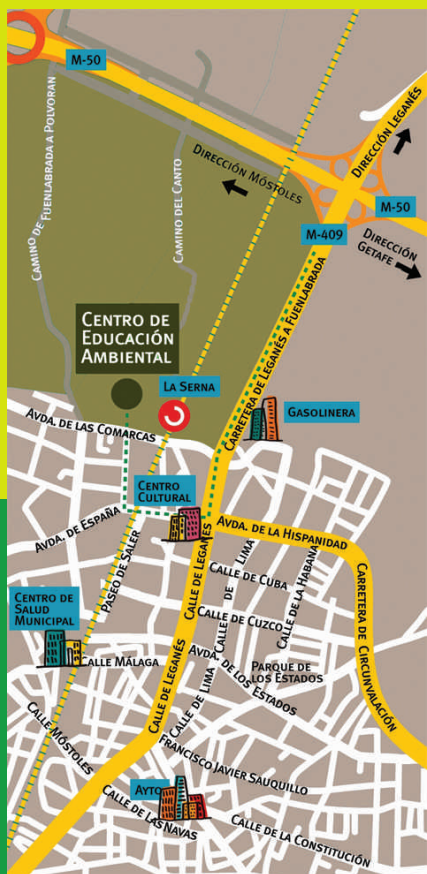 M-50
CAMINO DE FUENLABRADA A POLVORAN
CAMINO DEL CANTO
DIRECCIÓN MÓSTOLES
DIRECCIÓN LEGANÉS
M-50
M-409
DIRECCIÓN
GETAFE
CENTRO DE
EDUCACIÓN
AMBIENTAL
LA SERNA
CARRETERA DE LEGANÉS A FUENLABRADA
GASOLINERA
AVDA. DE LAS COMARCAS
CENTRO
CULTURAL
AVDA. DE ESPAÑA
PASEO DE SALER
CALLE DE LEGANÉS
AVDA. DE LA HISPANIDAD
CALLE DE LIMA
CALLE DE CUBA
CALLE DE LA HABANA
CENTRO DE
SALUD
MUNICIPAL
CALLE DE CUZCO
CARRETERA DE CIRCUNVALACIÓN
CALLE MÁLAGA
CALLE DE LEGANÉS
AVDA. DE LOS ESTADOS
PARQUE DE
LOS ESTADOS
CALLE DE LIMA
CALLE MÓSTOLES
FRANCISCO JAVIER SAUQUILLO
AYTO
CALLE DE LAS NAVAS
CALLE DE LA CONSTITUCIÓN